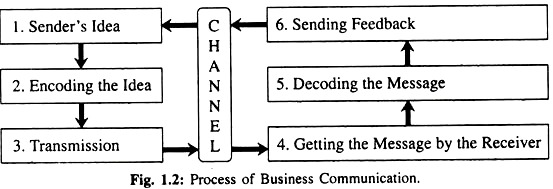 1. Sender's Idea
2. Encoding the Idea
3. Transmission
CHANNEL
6. Sending Feedback
5. Decoding the Message
4. Getting the Message by the Receiver
Fig. 1.2: Process of Business Communication.